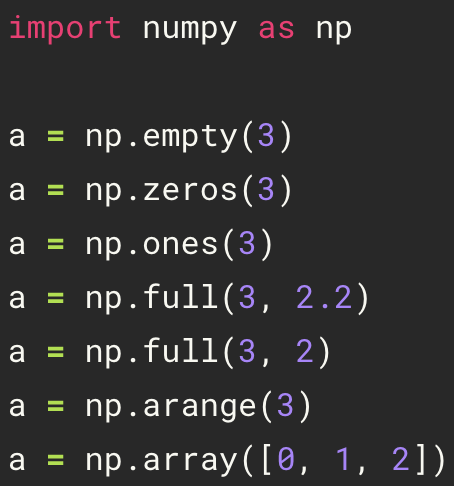 import numpy as np
a = np.empty(3)
a = np.zeros(3)
a = np.ones(3)
a = np.full(3, 2.2)
a = np.full(3, 2)
a = np.arange(3)
a = np.array([0, 1, 2])